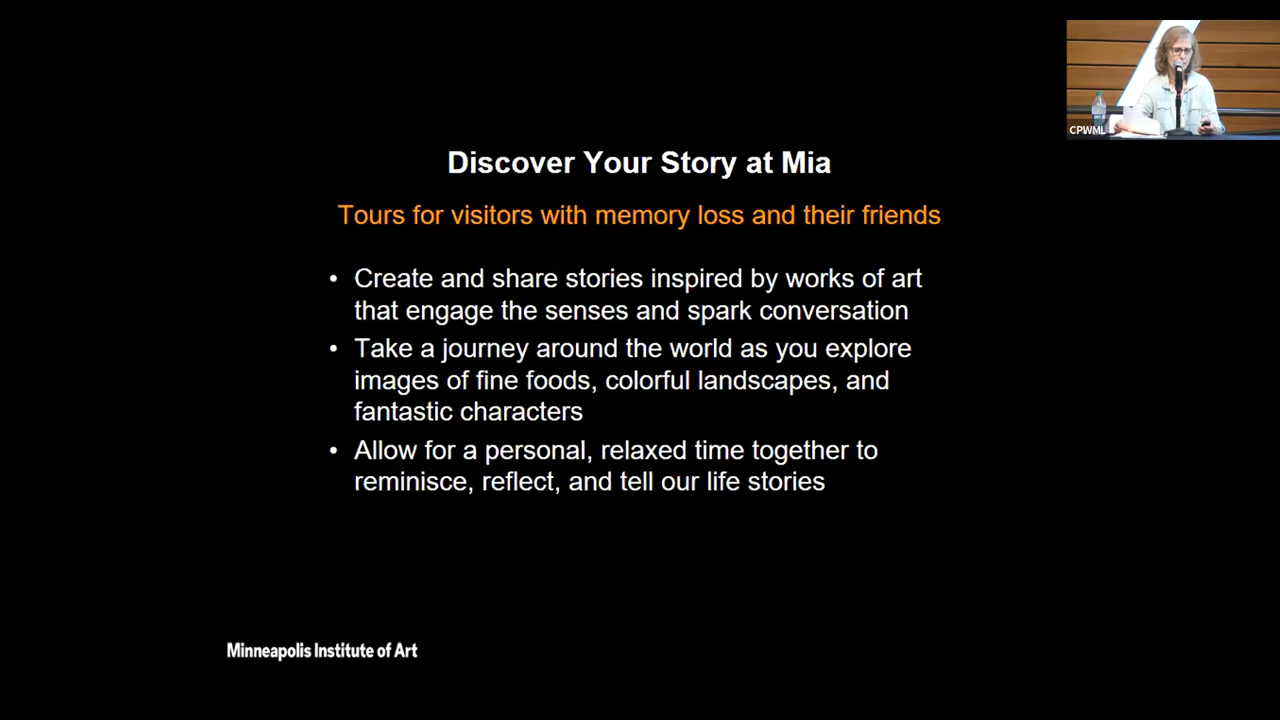 CPWML
Discover Your Story at Mia
Tours for visitors with memory loss and their friends
• Create and share stories inspired by works of art
that engage the senses and spark conversation
• Take a journey around the world as you explore
images of fine foods, colorful landscapes, and
fantastic characters
• Allow for a personal, relaxed time together to
reminisce, reflect, and tell our life stories
Minneapolis Institute of Art